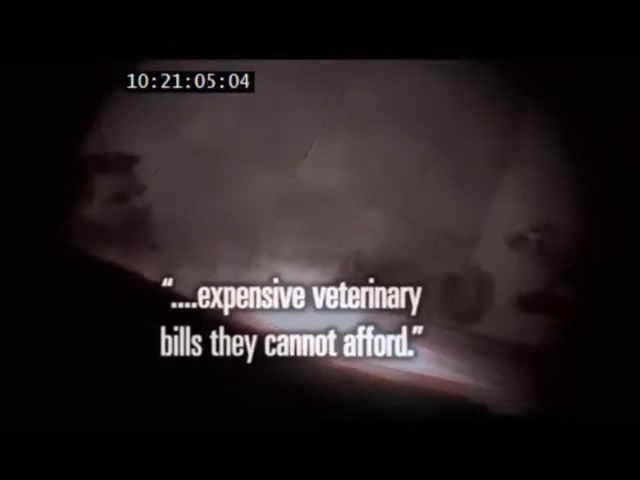 10:21:05:04
“....expensive veterinary
bills they cannot afford.”